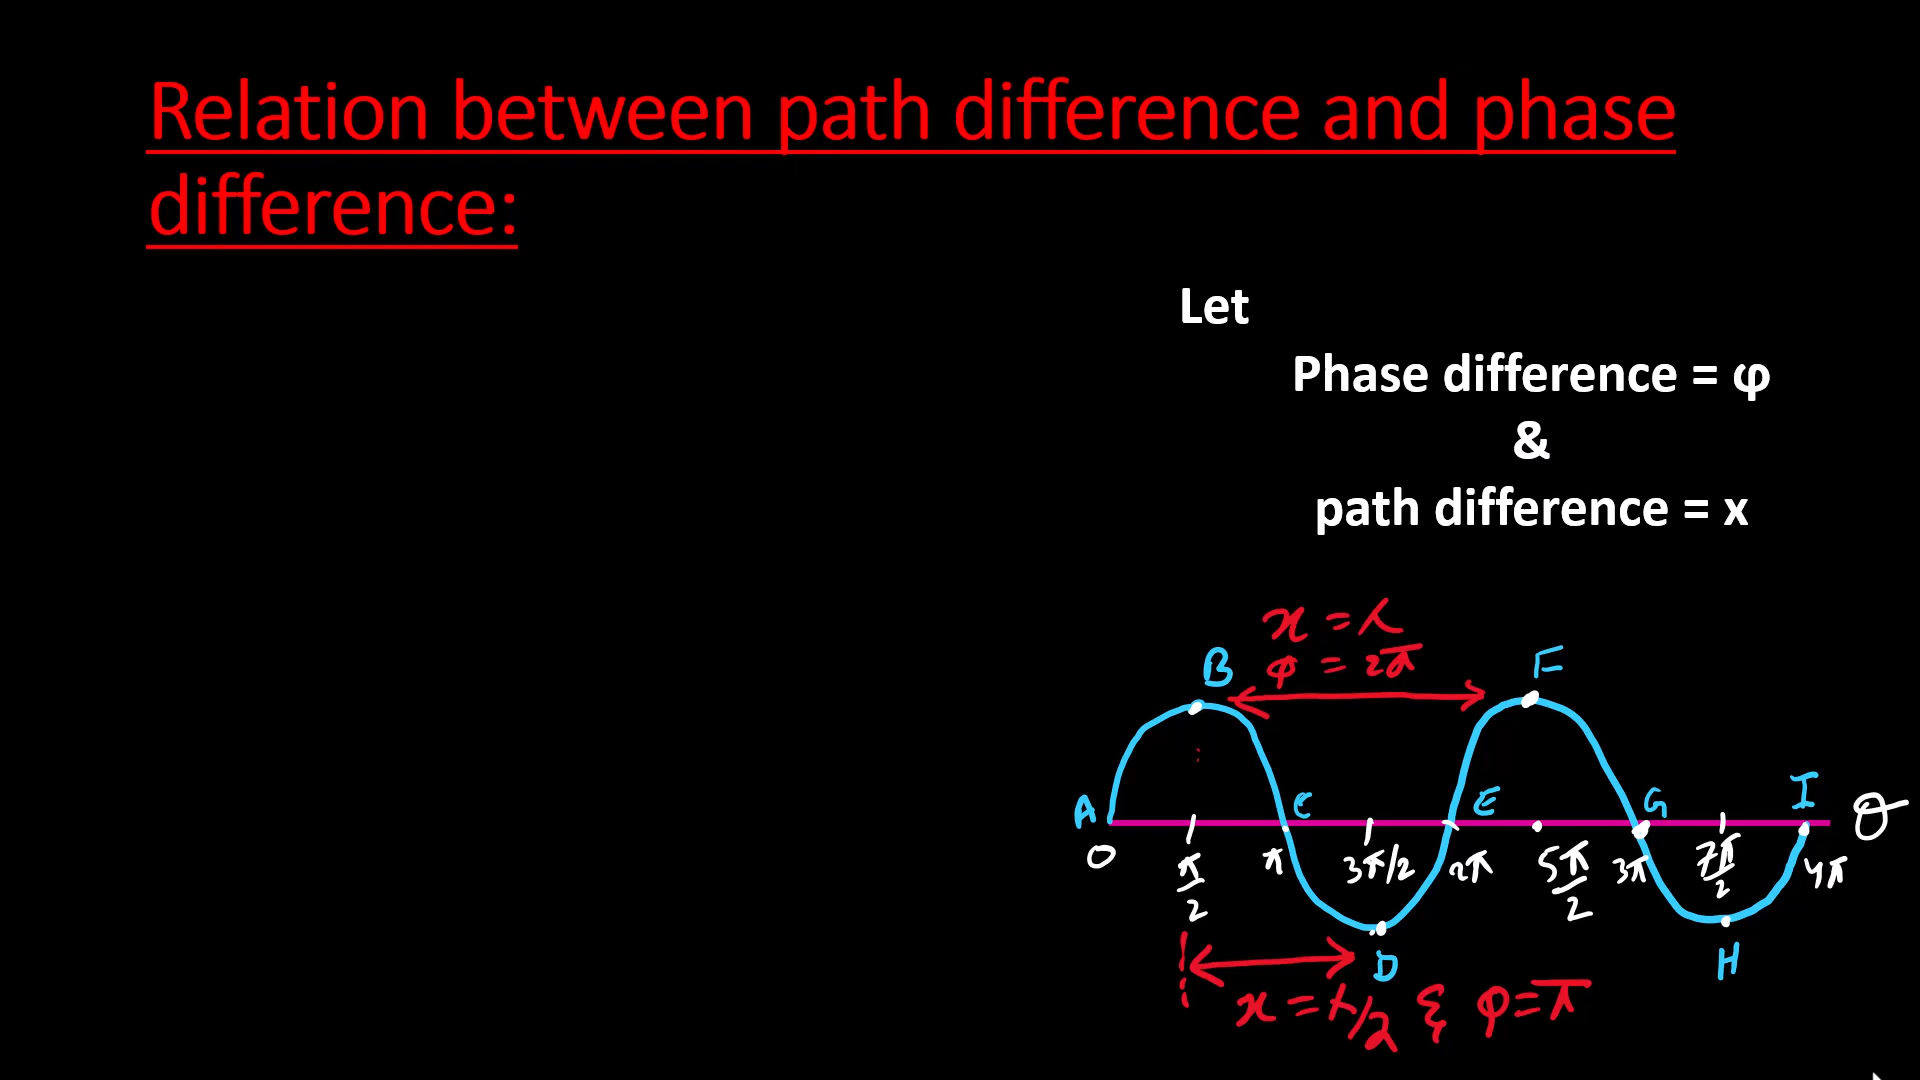 Relation between path difference and phase
difference:
Let
Phase difference = φ
&
path difference = x
x = λ
φ = 2π
B
F
A
C
E
G
I
θ
0
π/2
π
3π/2
2π
5π/2
3π
7π/2
4π
D
H
x = λ/2 & φ = π